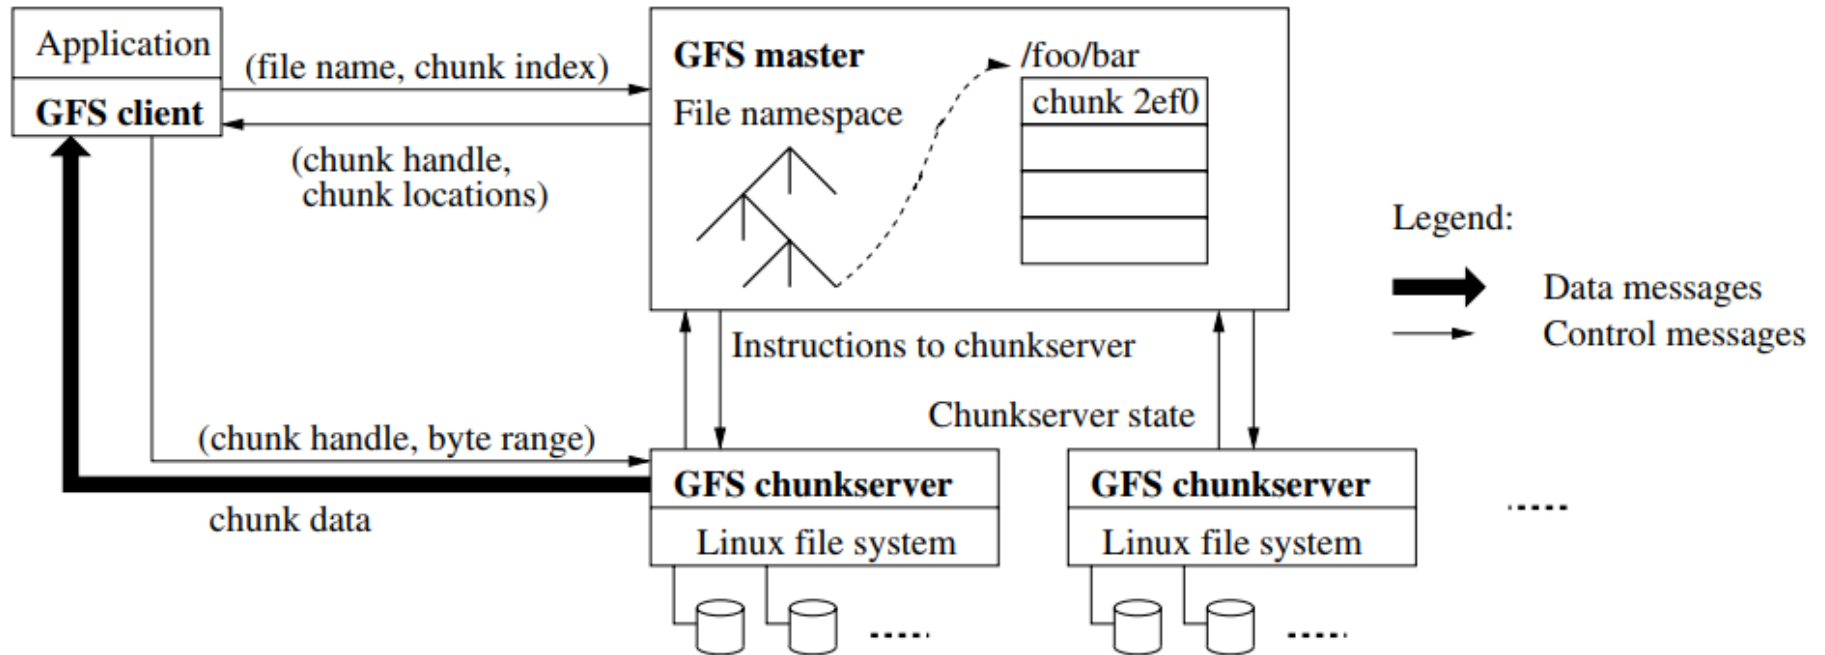 Application
GFS client
(file name, chunk index)
(chunk handle,
chunk locations)
GFS master
File namespace
/foo/bar
chunk 2ef0
Legend:
Data messages
Control messages
Instructions to chunkserver
Chunkserver state
(chunk handle, byte range)
chunk data
GFS chunkserver
Linux file system
GFS chunkserver
Linux file system